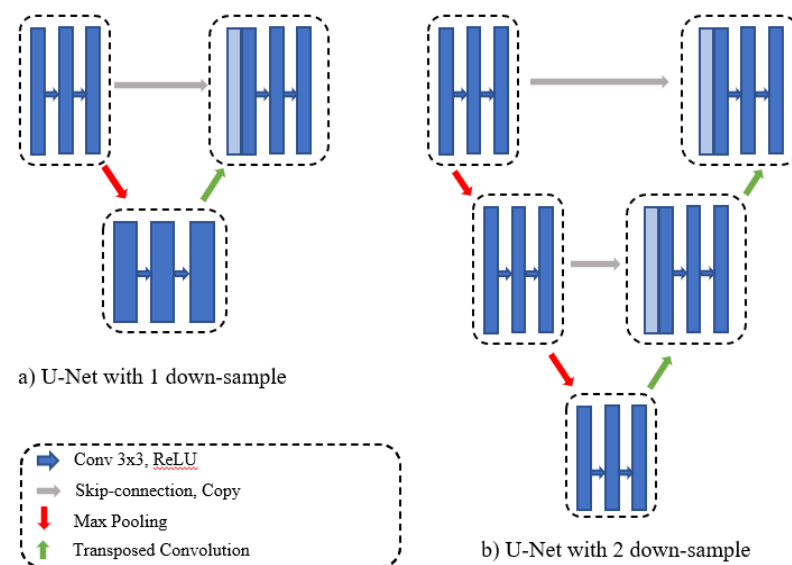 a) U-Net with 1 down-sample
Conv 3x3, ReLU
Skip-connection, Copy
Max Pooling
Transposed Convolution
b) U-Net with 2 down-sample